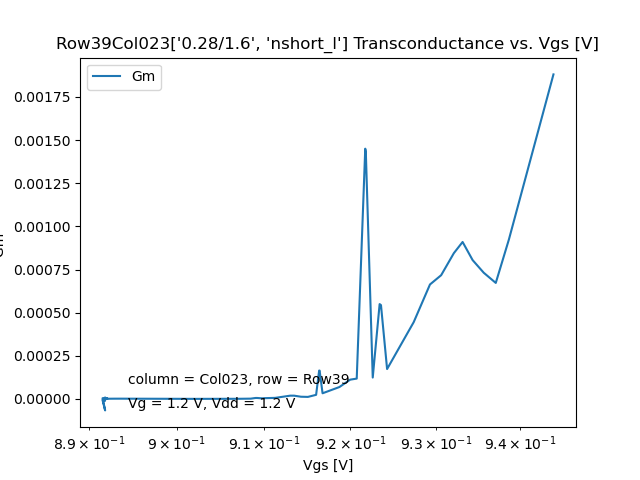 Row39Col023['0.28/1.6', 'nshort_l'] Transconductance vs. Vgs [V]
Gm
0.00175
0.00150
0.00125
0.00100
0.00075
0.00050
0.00025
0.00000
Gm
column = Col023, row = Row39
Vg = 1.2 V, Vdd = 1.2 V
8.9 × 10⁻¹ 9 × 10⁻¹ 9.1 × 10⁻¹ 9.2 × 10⁻¹ 9.3 × 10⁻¹ 9.4 × 10⁻¹
Vgs [V]